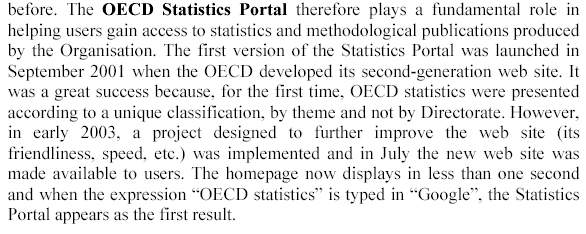 before. The OECD Statistics Portal therefore plays a fundamental role in
helping users gain access to statistics and methodological publications produced
by the Organisation. The first version of the Statistics Portal was launched in
September 2001 when the OECD developed its second-generation web site. It
was a great success because, for the first time, OECD statistics were presented
according to a unique classification, by theme and not by Directorate. However,
in early 2003, a project designed to further improve the web site (its
friendliness, speed, etc.) was implemented and in July the new web site was
made available to users. The homepage now displays in less than one second
and when the expression “OECD statistics” is typed in “Google”, the Statistics
Portal appears as the first result.